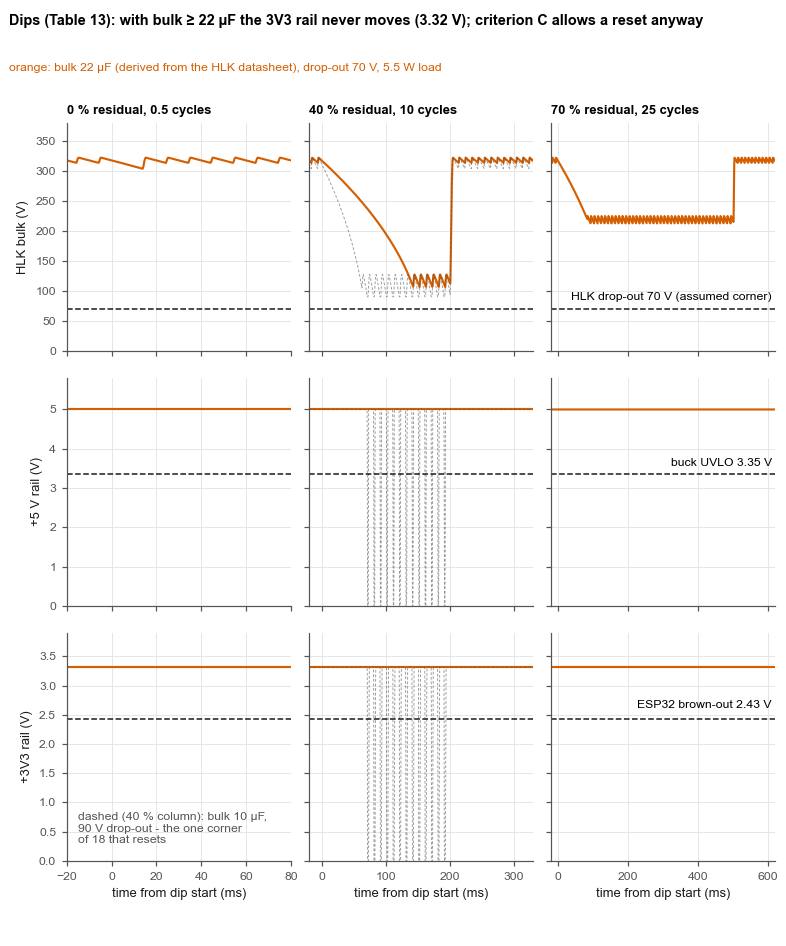 Dips (Table 13): with bulk ≥ 22 µF the 3V3 rail never moves (3.32 V); criterion C allows a reset anyway
orange: bulk 22 µF (derived from the HLK datasheet), drop-out 70 V, 5.5 W load
0 % residual, 0.5 cycles
40 % residual, 10 cycles
70 % residual, 25 cycles
HLK bulk (V)
350
300
250
200
150
100
50
0
HLK drop-out 70 V (assumed corner)
+5 V rail (V)
5
4
3
2
1
0
buck UVLO 3.35 V
+3V3 rail (V)
3.5
3.0
2.5
2.0
1.5
1.0
0.5
0.0
ESP32 brown-out 2.43 V
dashed (40 % column): bulk 10 µF,
90 V drop-out - the one corner
of 18 that resets
−20 0 20 40 60 80
0 100 200 300
0 200 400 600
time from dip start (ms)
time from dip start (ms)
time from dip start (ms)